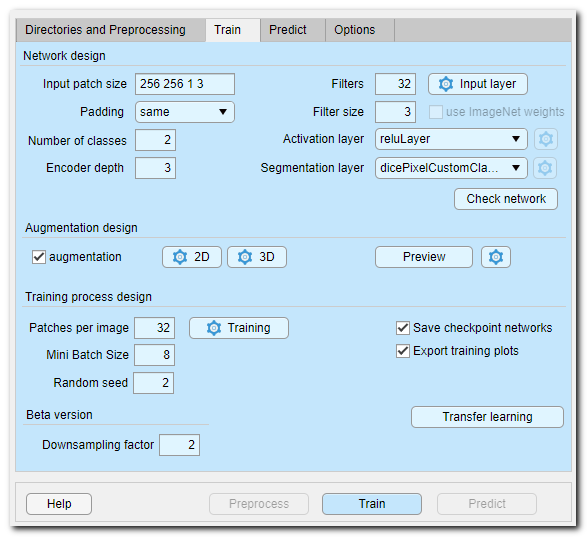 Directories and Preprocessing Train Predict Options
Network design
Input patch size 256 256 1 3 Filters 32 Input layer
Padding same Filter size 3 use ImageNet weights
Number of classes 2 Activation layer reluLayer
Encoder depth 3 Segmentation layer dicePixelCustomCla...
Check network
Augmentation design
augmentation 2D 3D Preview
Training process design
Patches per image 32 Training Save checkpoint networks
Mini Batch Size 8 Export training plots
Random seed 2
Beta version Transfer learning
Downsampling factor 2
Help Preprocess Train Predict